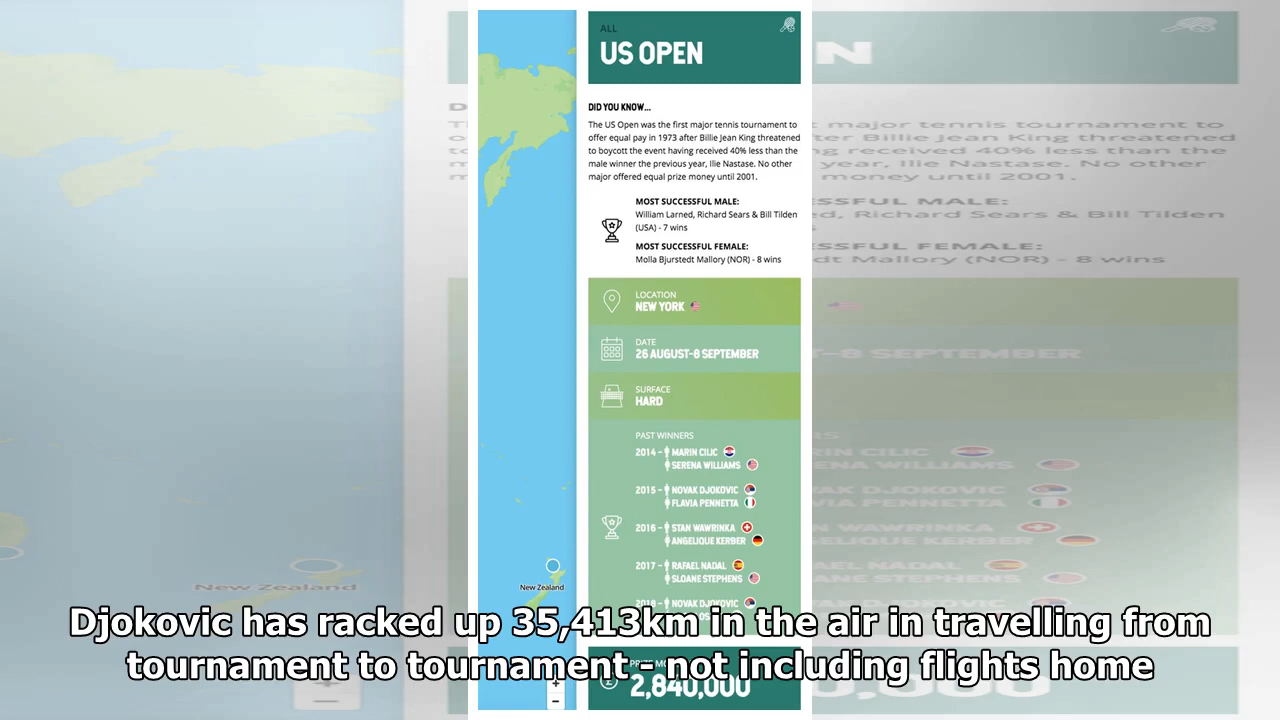 ALL
US OPEN
DID YOU KNOW...
The US Open was the first major tennis tournament to
offer equal pay in 1973 after Billie Jean King threatened
to boycott the event having received 40% less than the
male winner the previous year, Ilie Nastase. No other
major offered equal prize money until 2001.
MOST SUCCESSFUL MALE:
William Larned, Richard Sears & Bill Tilden
(USA) - 7 wins
MOST SUCCESSFUL FEMALE:
Molla Bjurstedt Mallory (NOR) - 8 wins
LOCATION
NEW YORK
DATE
26 AUGUST-8 SEPTEMBER
SURFACE
HARD
PAST WINNERS
2014 - MARIN CILIC
SERENA WILLIAMS
2015 - NOVAK DJOKOVIC
FLAVIA PENNETTA
2016 - STAN WAWRINKA
ANGELIQUE KERBER
2017 - RAFAEL NADAL
SLOANE STEPHENS
2018 - NOVAK DJOKOVIC
New Zealand
New Zealand
Djokovic has racked up 35,413km in the air in travelling from
tournament to tournament - not including flights home
2,840,000